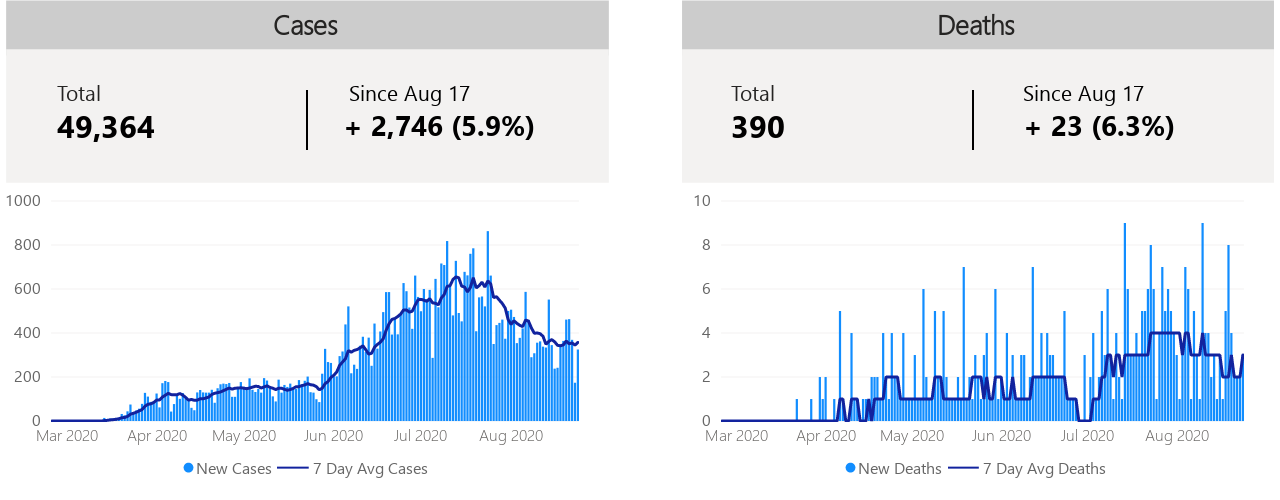 Cases
Total
49,364
Since Aug 17
+ 2,746 (5.9%)
1000
800
600
400
200
0
Mar 2020 Apr 2020 May 2020 Jun 2020 Jul 2020 Aug 2020
New Cases 7 Day Avg Cases
Deaths
Total
390
Since Aug 17
+ 23 (6.3%)
10
8
6
4
2
0
Mar 2020 Apr 2020 May 2020 Jun 2020 Jul 2020 Aug 2020
New Deaths 7 Day Avg Deaths